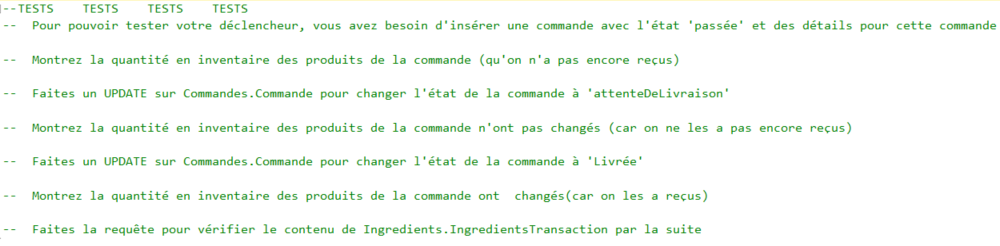 --TESTS    TESTS    TESTS    TESTS
--  Pour pouvoir tester votre déclencheur, vous avez besoin d'insérer une commande avec l'état 'passée' et des détails pour cette commande
--  Montrez la quantité en inventaire des produits de la commande (qu'on n'a pas encore reçus)
--  Faites un UPDATE sur Commandes.Commande pour changer l'état de la commande à 'attenteDeLivraison'
--  Montrez la quantité en inventaire des produits de la commande n'ont pas changés (car on ne les a pas encore reçus)
--  Faites un UPDATE sur Commandes.Commande pour changer l'état de la commande à 'Livrée'
--  Montrez la quantité en inventaire des produits de la commande ont  changés(car on les a reçus)
--  Faites la requête pour vérifier le contenu de Ingredients.IngredientsTransaction par la suite